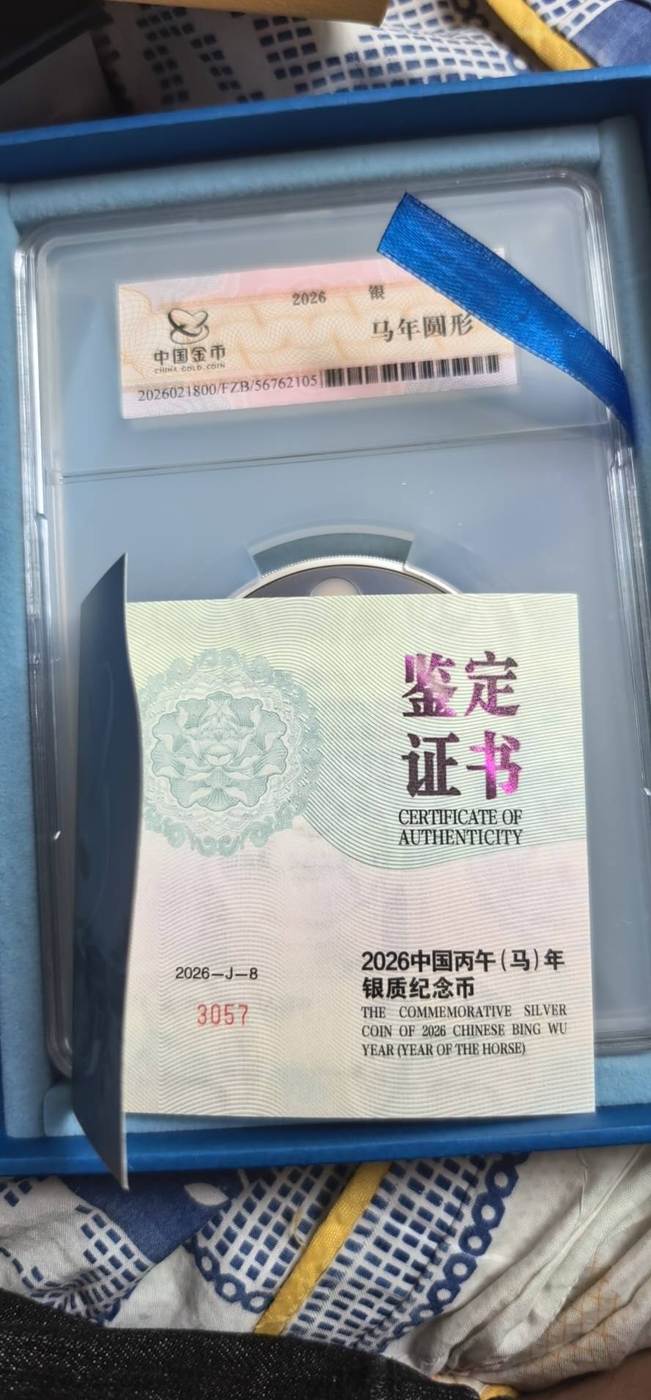 2026 银
马年圆形
中国金币
CHINA GOLD COIN
2026021800/FZB/56762105
鉴定
证书
CERTIFICATE OF
AUTHENTICITY
2026-J-8
3057
2026中国丙午(马)年
银质纪念币
THE COMMEMORATIVE SILVER
COIN OF 2026 CHINESE BING WU
YEAR (YEAR OF THE HORSE)